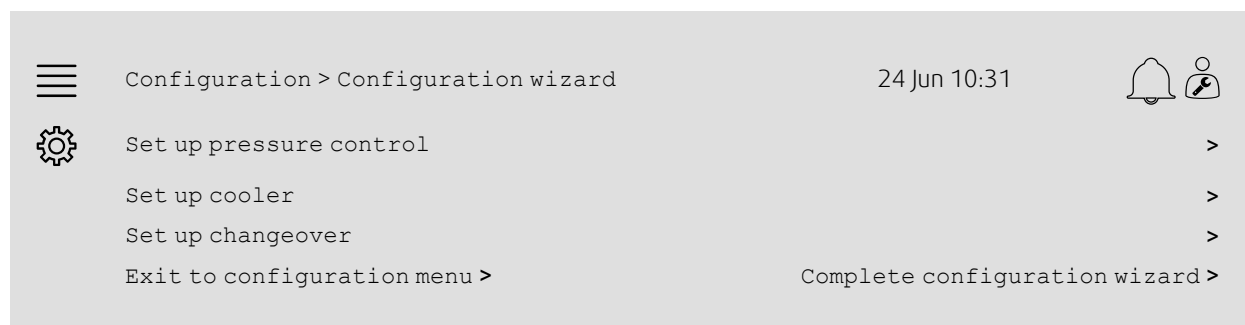 Configuration > Configuration wizard 24 Jun 10:31
Set up pressure control >
Set up cooler >
Set up changeover >
Exit to configuration menu > Complete configuration wizard >